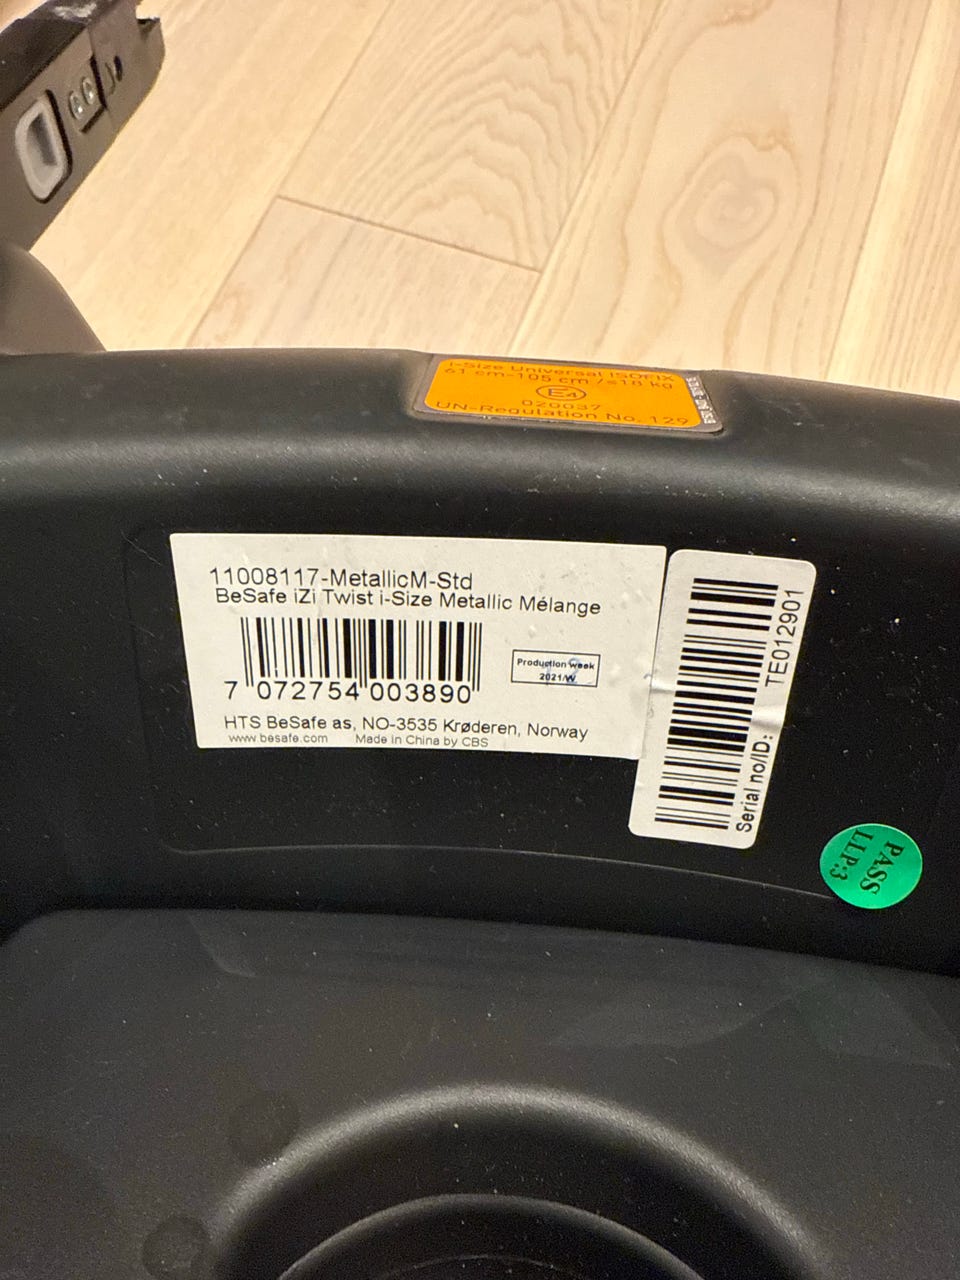 i-Size Universal ISOFIX
61 cm-105 cm /≤18 kg
E4
020037
UN-Regulation No. 129
11008117-MetallicM-Std
BeSafe iZi Twist i-Size Metallic Mélange
7 072754 003890
Production week
2021/W
HTS BeSafe as, NO-3535 Krøderen, Norway
www.besafe.com Made in China by CBS
Serial no/ID: TE012901
PASS
LLP:3